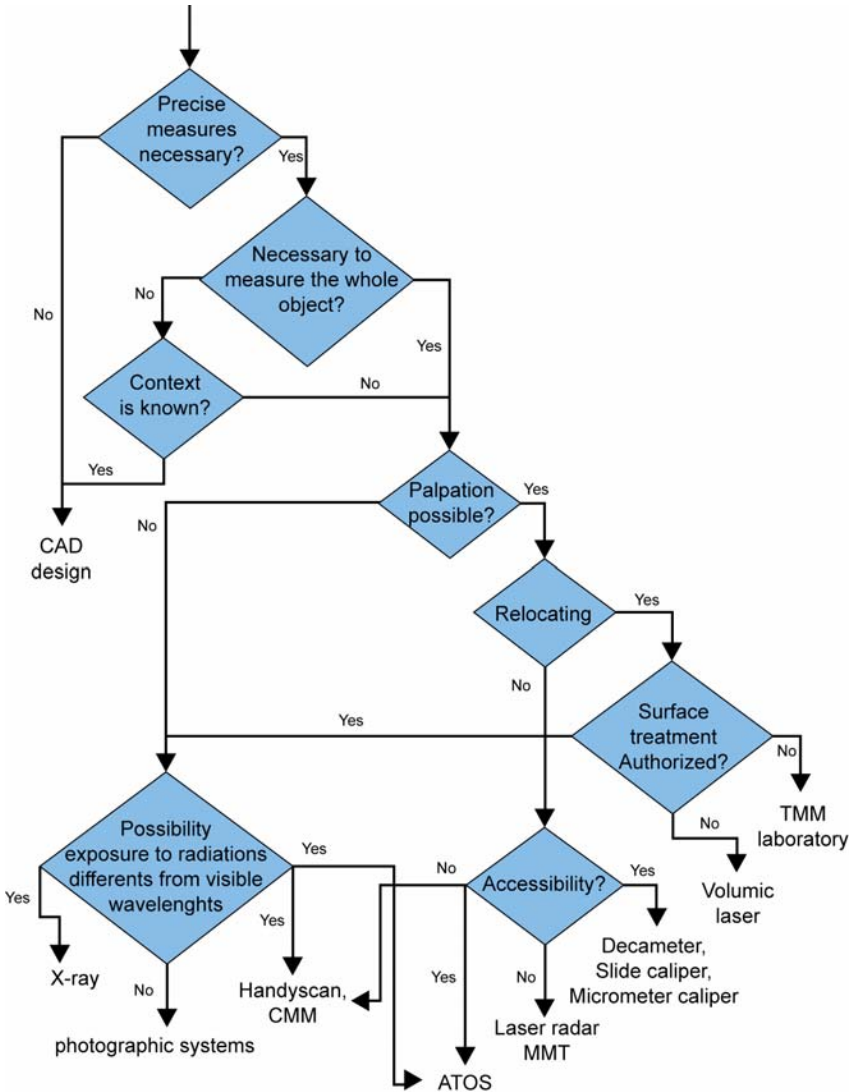 Precise
measures
necessary?
Yes
Necessary to
measure the whole
object?
No
No
Yes
Context
is known?
No
Yes
Palpation
possible?
Yes
No
CAD
design
Relocating
Yes
No
Yes
Surface
treatment
Authorized?
No
TMM
laboratory
No
Volumic
laser
Possibility
exposure to radiations
differents from visible
wavelenghts
Yes
Yes
Yes
No
X-ray
photographic systems
Handyscan,
CMM
Accessibility?
No
Yes
Yes
No
Decameter,
Slide caliper,
Micrometer caliper
Laser radar
MMT
ATOS